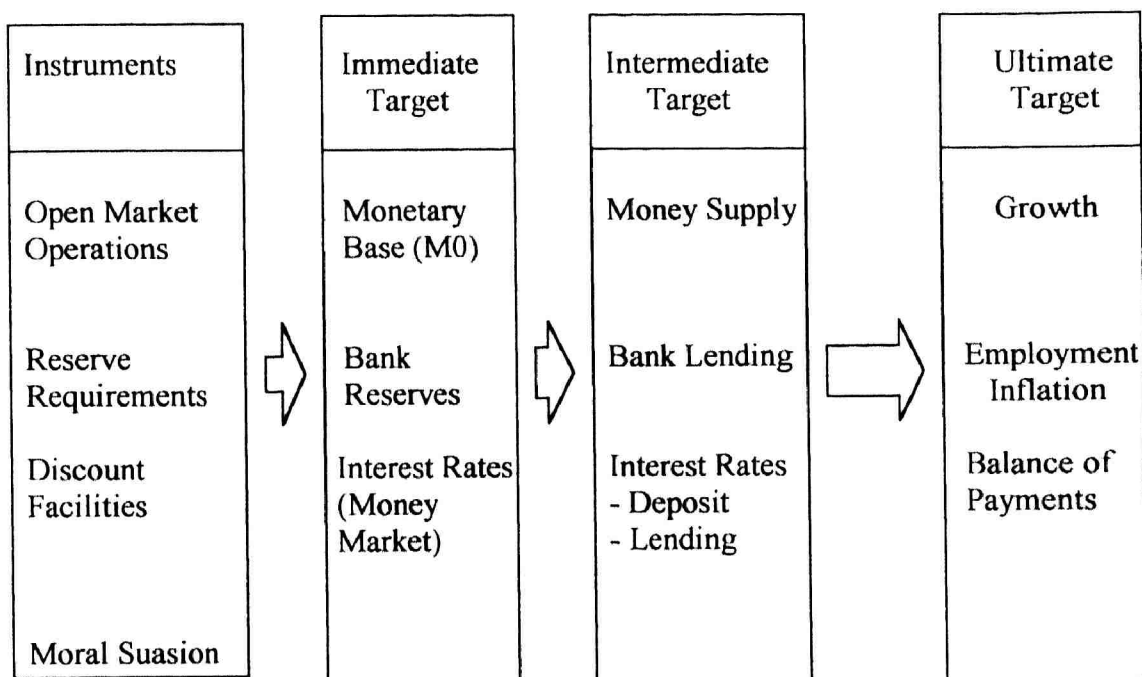 Instruments
Immediate
Target
Intermediate
Target
Ultimate
Target
Open Market
Operations
Reserve
Requirements
Discount
Facilities
Moral Suasion
Monetary
Base (M0)
Bank
Reserves
Interest Rates
(Money
Market)
Money Supply
Bank Lending
Interest Rates
- Deposit
- Lending
Growth
Employment
Inflation
Balance of
Payments